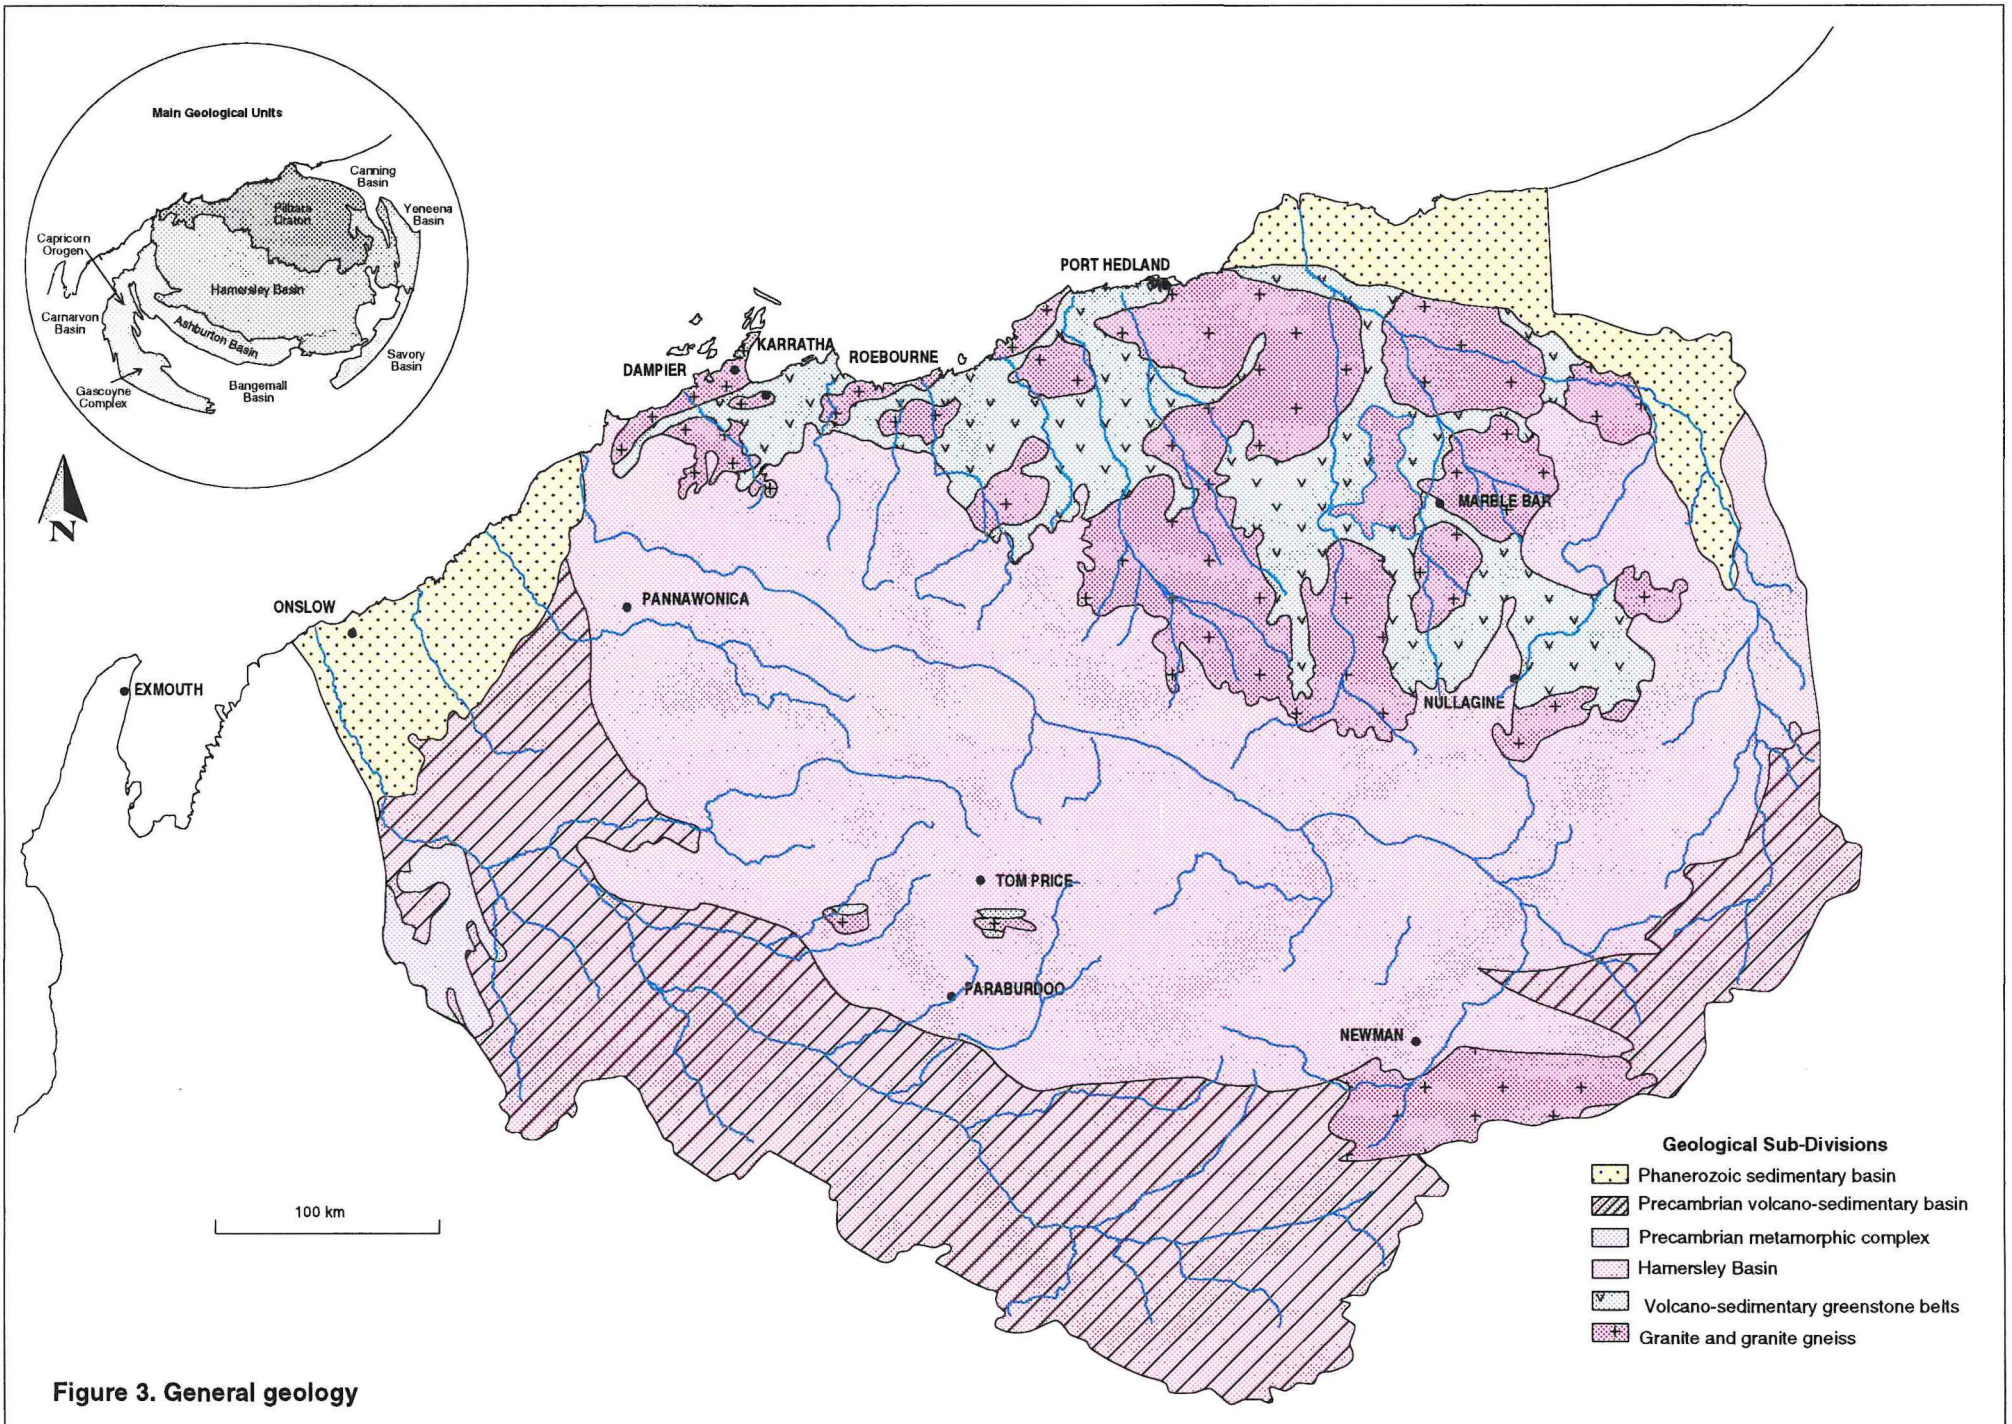 Main Geological Units
Canning
Basin
Pilbara
Craton
Yeneena
Basin
Capricorn
Orogen
Hamersley Basin
Carnarvon
Basin
Ashburton Basin
Savory
Basin
Gascoyne
Complex
Bangemall
Basin
N
PORT HEDLAND
KARRATHA
ROEBOURNE
DAMPIER
MARBLE BAR
PANNAWONICA
ONSLOW
EXMOUTH
NULLAGINE
TOM PRICE
PARABURDOO
NEWMAN
100 km
Geological Sub-Divisions
Phanerozoic sedimentary basin
Precambrian volcano-sedimentary basin
Precambrian metamorphic complex
Hamersley Basin
Volcano-sedimentary greenstone belts
Granite and granite gneiss
Figure 3. General geology